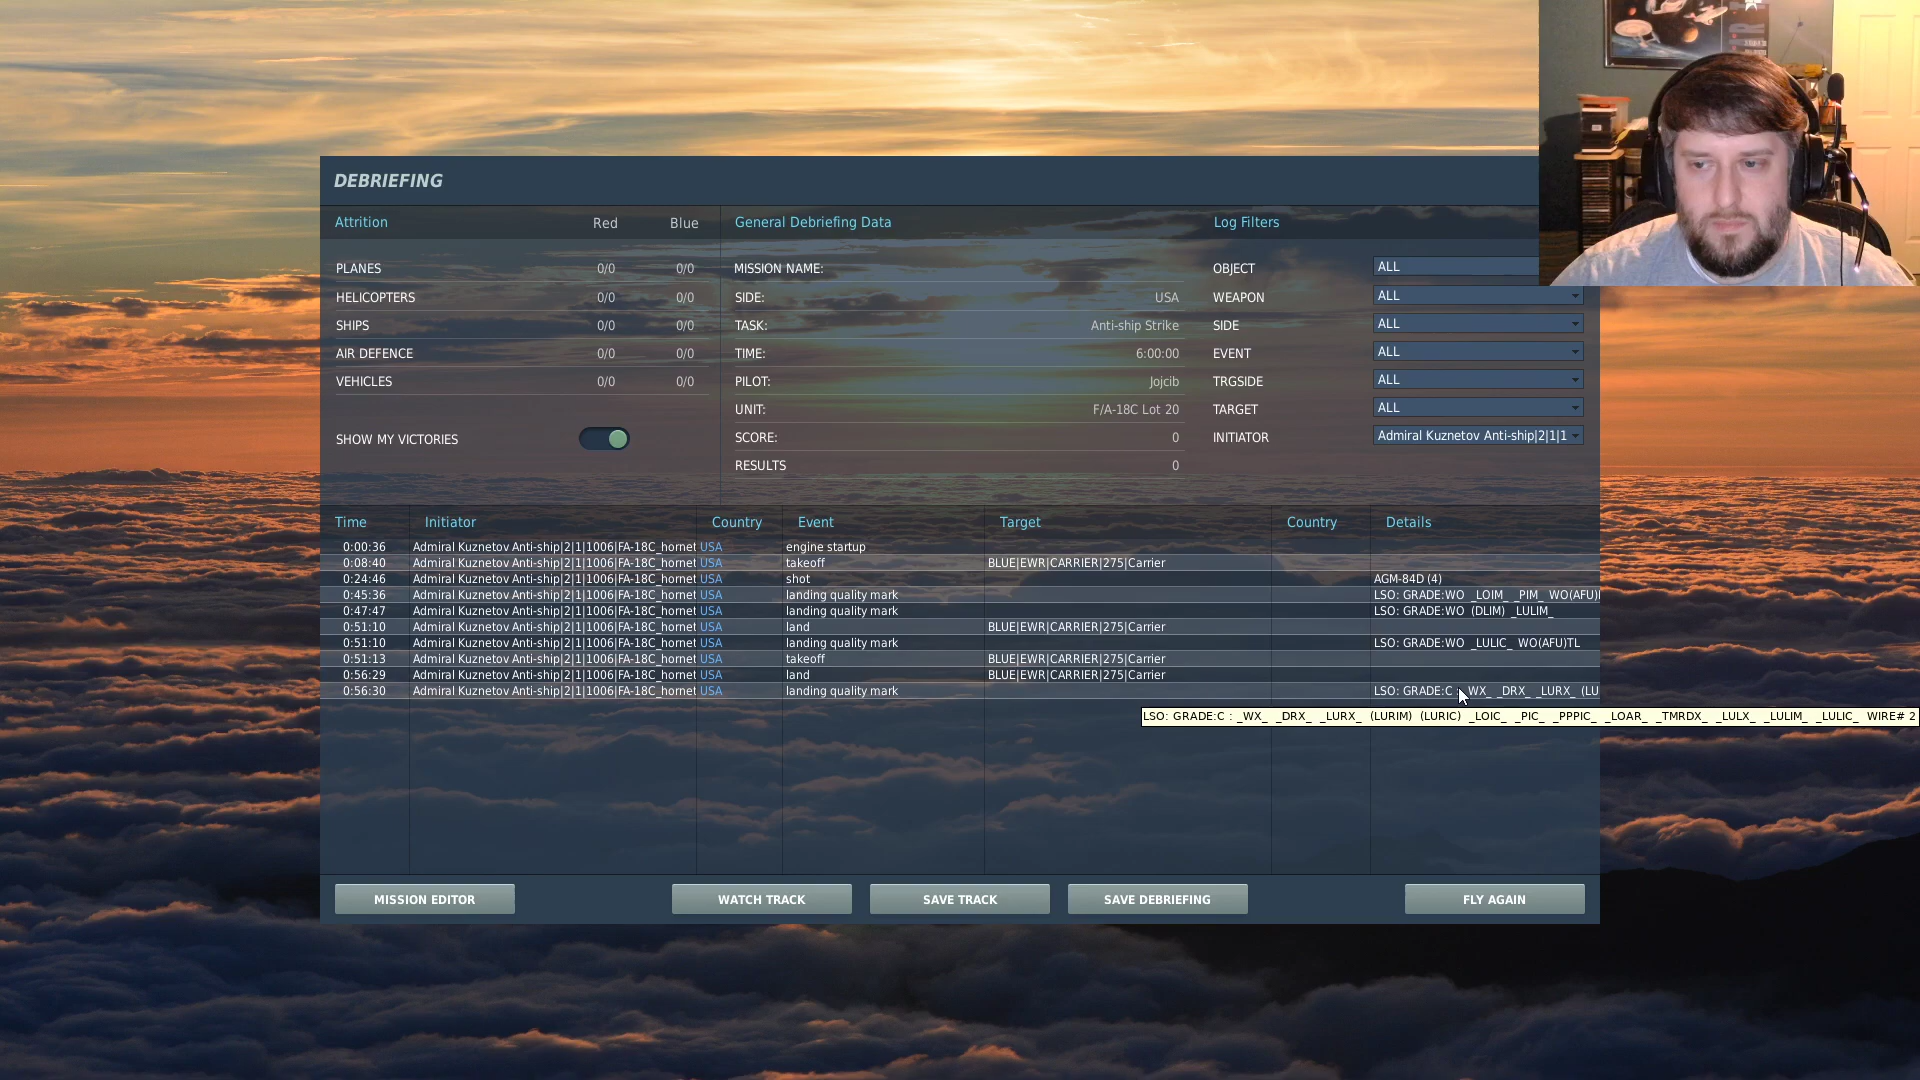 DEBRIEFING
Attrition Red Blue General Debriefing Data Log Filters
PLANES 0/0 0/0 MISSION NAME: OBJECT ALL
HELICOPTERS 0/0 0/0 SIDE: USA WEAPON ALL
SHIPS 0/0 0/0 TASK: Anti-ship Strike SIDE ALL
AIR DEFENCE 0/0 0/0 TIME: 6:00:00 EVENT ALL
VEHICLES 0/0 0/0 PILOT: Jojcib TRGSIDE ALL
UNIT: F/A-18C Lot 20 TARGET ALL
SHOW MY VICTORIES SCORE: 0 INITIATOR Admiral Kuznetov Anti-ship|2|1|1
RESULTS 0
Time Initiator Country Event Target Country Details
0:00:36 Admiral Kuznetov Anti-ship|2|1|1006|FA-18C_hornet USA engine startup
0:08:40 Admiral Kuznetov Anti-ship|2|1|1006|FA-18C_hornet USA takeoff BLUE|EWR|CARRIER|275|Carrier
0:24:46 Admiral Kuznetov Anti-ship|2|1|1006|FA-18C_hornet USA shot AGM-84D (4)
0:45:36 Admiral Kuznetov Anti-ship|2|1|1006|FA-18C_hornet USA landing quality mark LSO: GRADE:WO _LOIM_ _PIM_ WO(AFU)
0:47:47 Admiral Kuznetov Anti-ship|2|1|1006|FA-18C_hornet USA landing quality mark LSO: GRADE:WO (DLIM) _LULIM_
0:51:10 Admiral Kuznetov Anti-ship|2|1|1006|FA-18C_hornet USA land BLUE|EWR|CARRIER|275|Carrier
0:51:10 Admiral Kuznetov Anti-ship|2|1|1006|FA-18C_hornet USA landing quality mark LSO: GRADE:WO _LULIC_ WO(AFU)TL
0:51:13 Admiral Kuznetov Anti-ship|2|1|1006|FA-18C_hornet USA takeoff BLUE|EWR|CARRIER|275|Carrier
0:56:29 Admiral Kuznetov Anti-ship|2|1|1006|FA-18C_hornet USA land BLUE|EWR|CARRIER|275|Carrier
0:56:30 Admiral Kuznetov Anti-ship|2|1|1006|FA-18C_hornet USA landing quality mark LSO: GRADE:C : _WX_ _DRX_ _LURX_ (LU
LSO: GRADE:C : _WX_ _DRX_ _LURX_ (LURIM) (LURIC) _LOIC_ _PIC_ _PPPIC_ _LOAR_ _TMRDX_ _LULX_ _LULIM_ _LULIC_ WIRE# 2
MISSION EDITOR WATCH TRACK SAVE TRACK SAVE DEBRIEFING FLY AGAIN